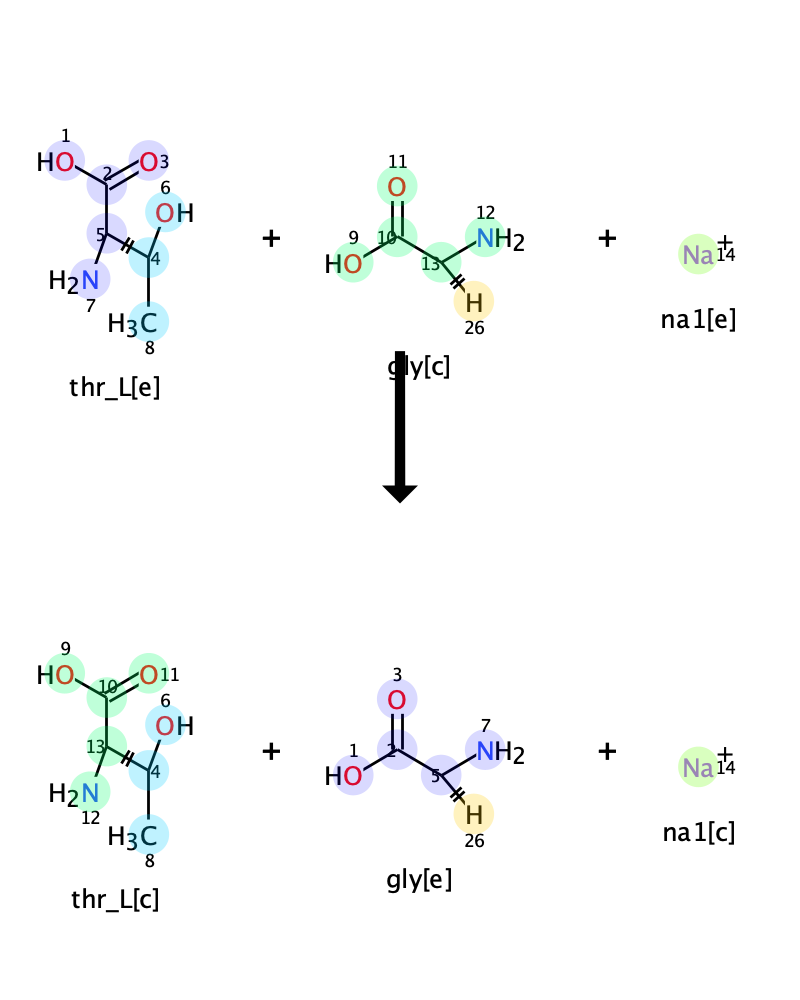 1
HO
2
O
3
6
OH
5
4
H2N
7
H3C
8
thr_L[e]
+
11
O
9
HO
10
12
NH2
13
H
26
gly[c]
+
Na
+
14
na1[e]
9
HO
10
O
11
6
OH
13
4
H2N
12
H3C
8
thr_L[c]
+
3
O
1
HO
2
7
NH2
5
H
26
gly[e]
+
Na
+
14
na1[c]